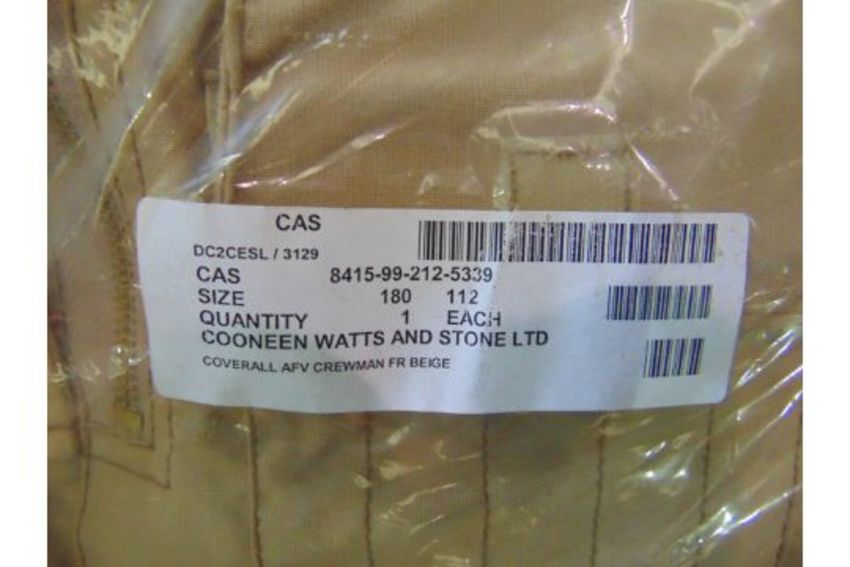 CAS
DC2CESL / 3129
CAS 8415-99-212-5339
SIZE 180 112
QUANTITY 1 EACH
COONEEN WATTS AND STONE LTD
COVERALL AFV CREWMAN FR BEIGE